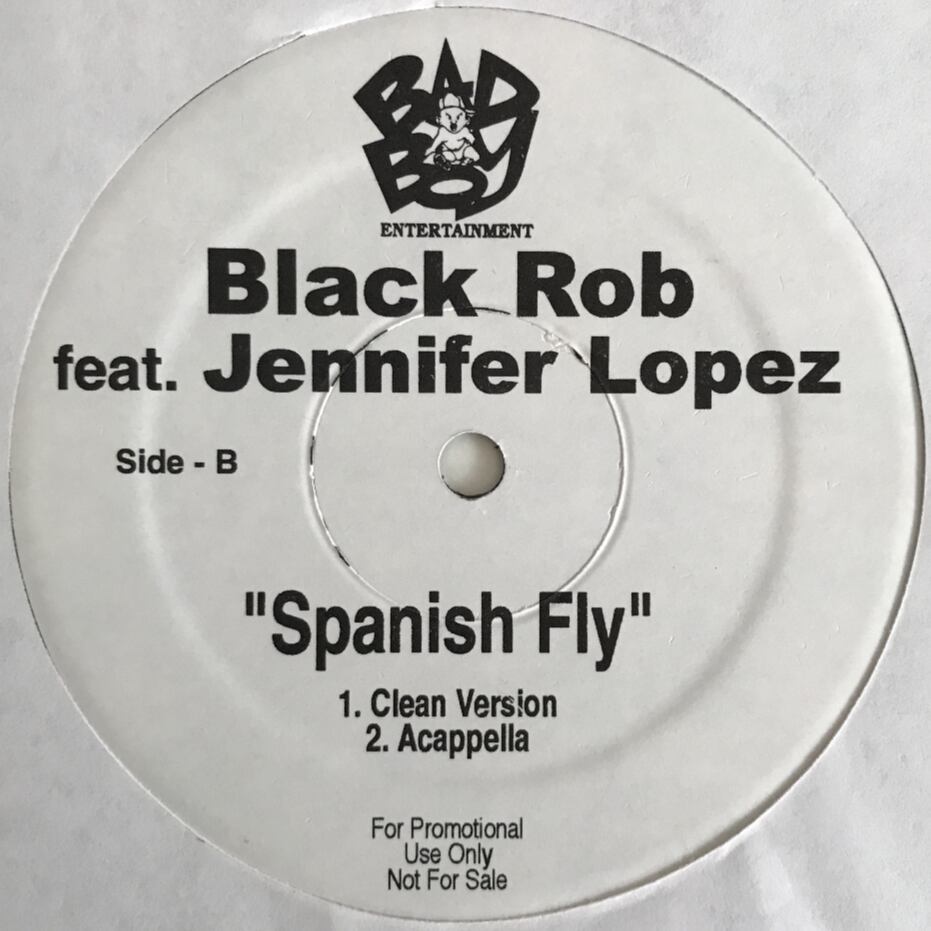 BAD
BOY
ENTERTAINMENT
Black Rob
feat. Jennifer Lopez
Side - B
"Spanish Fly"
1. Clean Version
2. Acappella
For Promotional
Use Only
Not For Sale